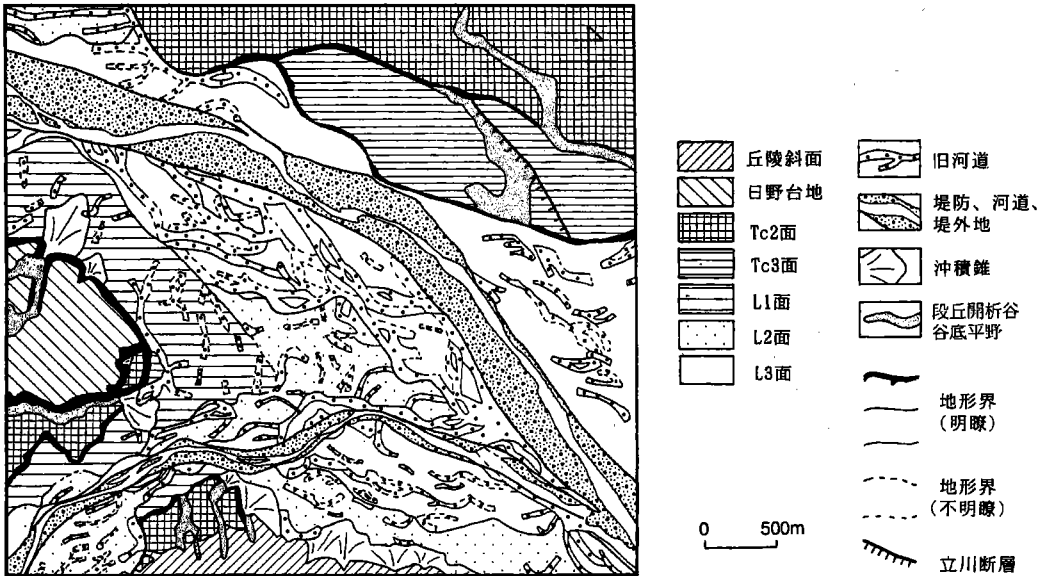 丘陵斜面
日野台地
Tc2面
Tc3面
L1面
L2面
L3面
旧河道
堤防、河道、
堤外地
沖積錐
段丘開析谷
谷底平野
地形界
(明瞭)
地形界
(不明瞭)
立川断層
0 500m